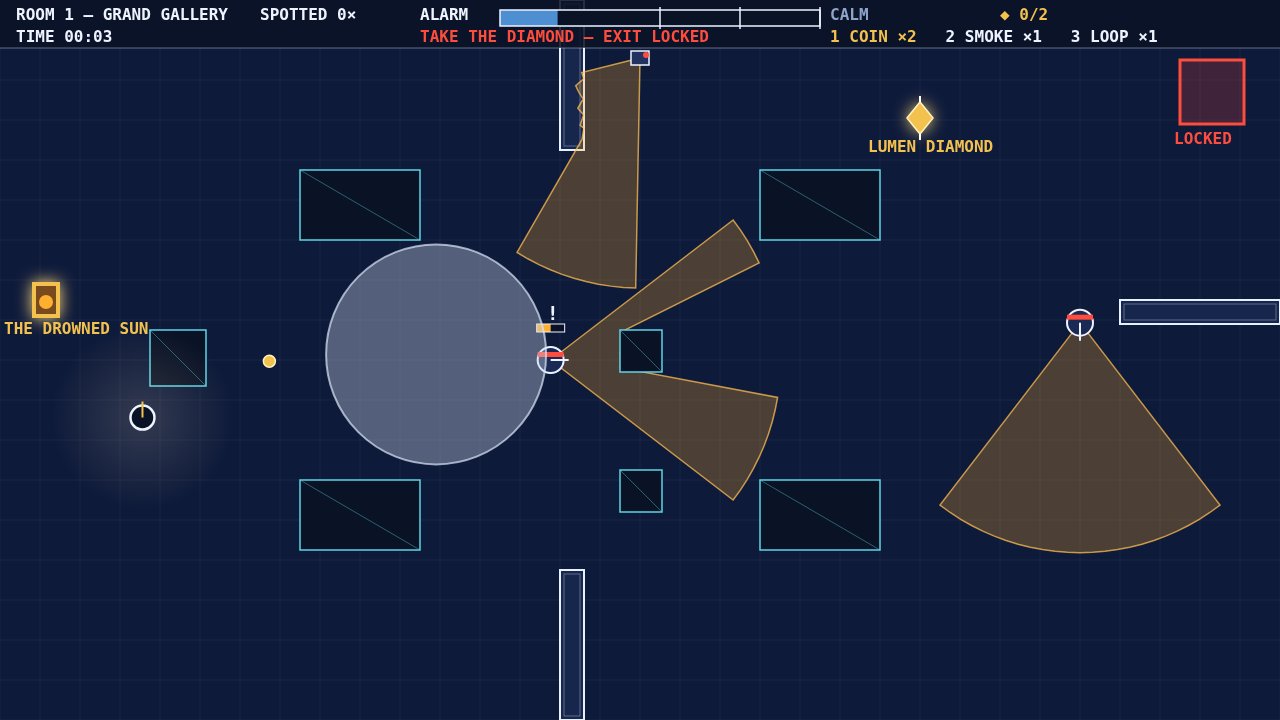 ROOM 1 — GRAND GALLERY SPOTTED 0× ALARM CALM ◆ 0/2
TIME 00:03 TAKE THE DIAMOND — EXIT LOCKED 1 COIN ×2 2 SMOKE ×1 3 LOOP ×1
LOCKED
LUMEN DIAMOND
!
THE DROWNED SUN